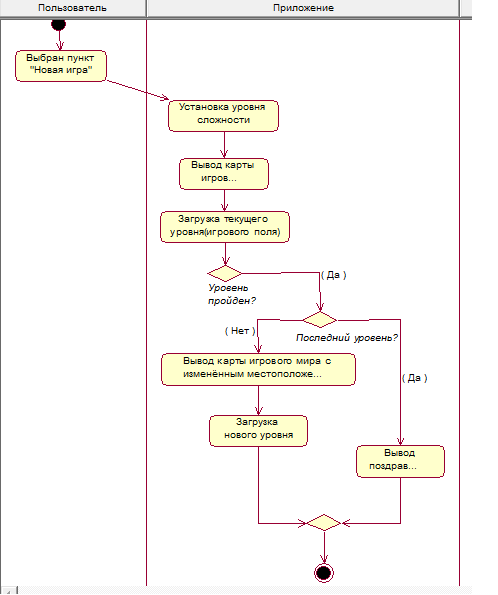 Пользователь
Приложение
Выбран пункт
"Новая игра"
Установка уровня
сложности
Вывод карты
игров...
Загрузка текущего
уровня(игрового поля)
( Да )
Уровень
пройден?
( Нет )
Последний уровень?
Вывод карты игрового мира с
изменённым местоположе...
( Да )
Загрузка
нового уровня
Вывод
поздрав...